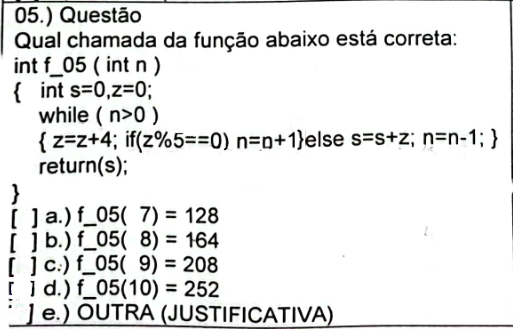 05.) Questão
Qual chamada da função abaixo está correta:
int f_05 ( int n )
{ int s=0,z=0;
while ( n>0 )
{ z=z+4; if(z%5==0) n=n+1}else s=s+z; n=n-1; }
return(s);
}
[ ] a.) f_05( 7) = 128
[ ] b.) f_05( 8) = 164
[ ] c.) f_05( 9) = 208
[ ] d.) f_05(10) = 252
] e.) OUTRA (JUSTIFICATIVA)